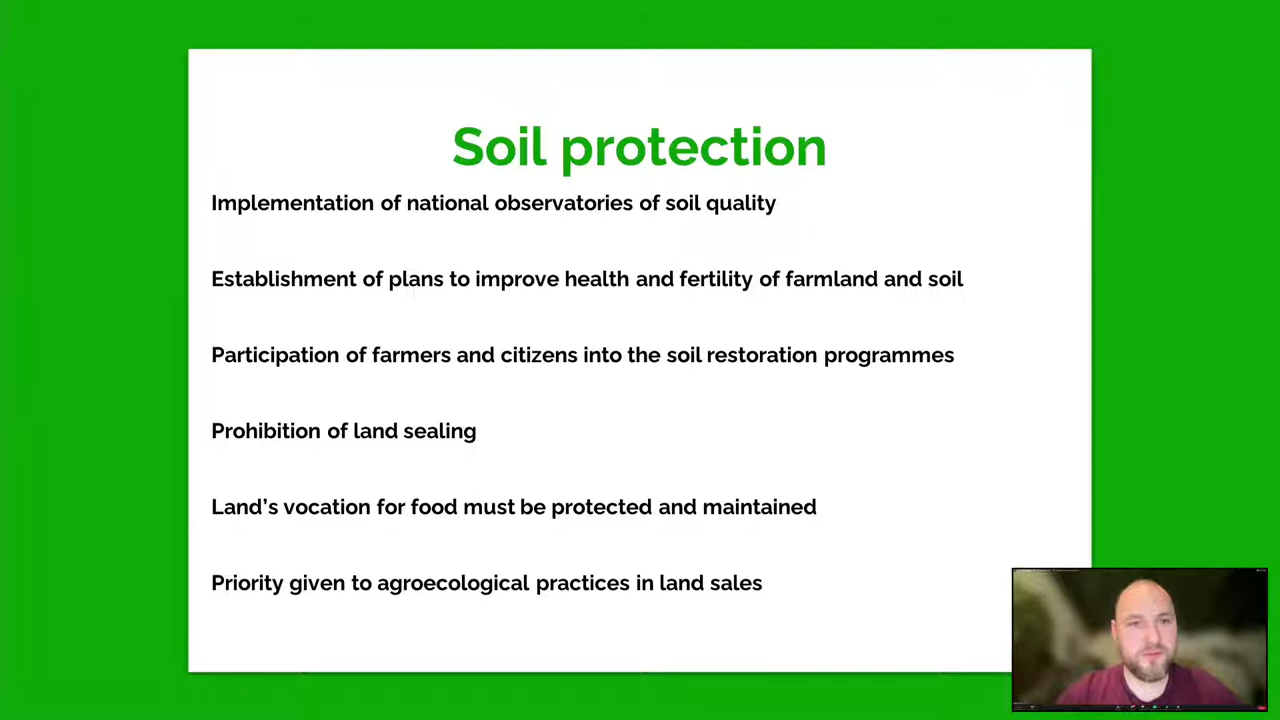 Soil protection
Implementation of national observatories of soil quality
Establishment of plans to improve health and fertility of farmland and soil
Participation of farmers and citizens into the soil restoration programmes
Prohibition of land sealing
Land’s vocation for food must be protected and maintained
Priority given to agroecological practices in land sales